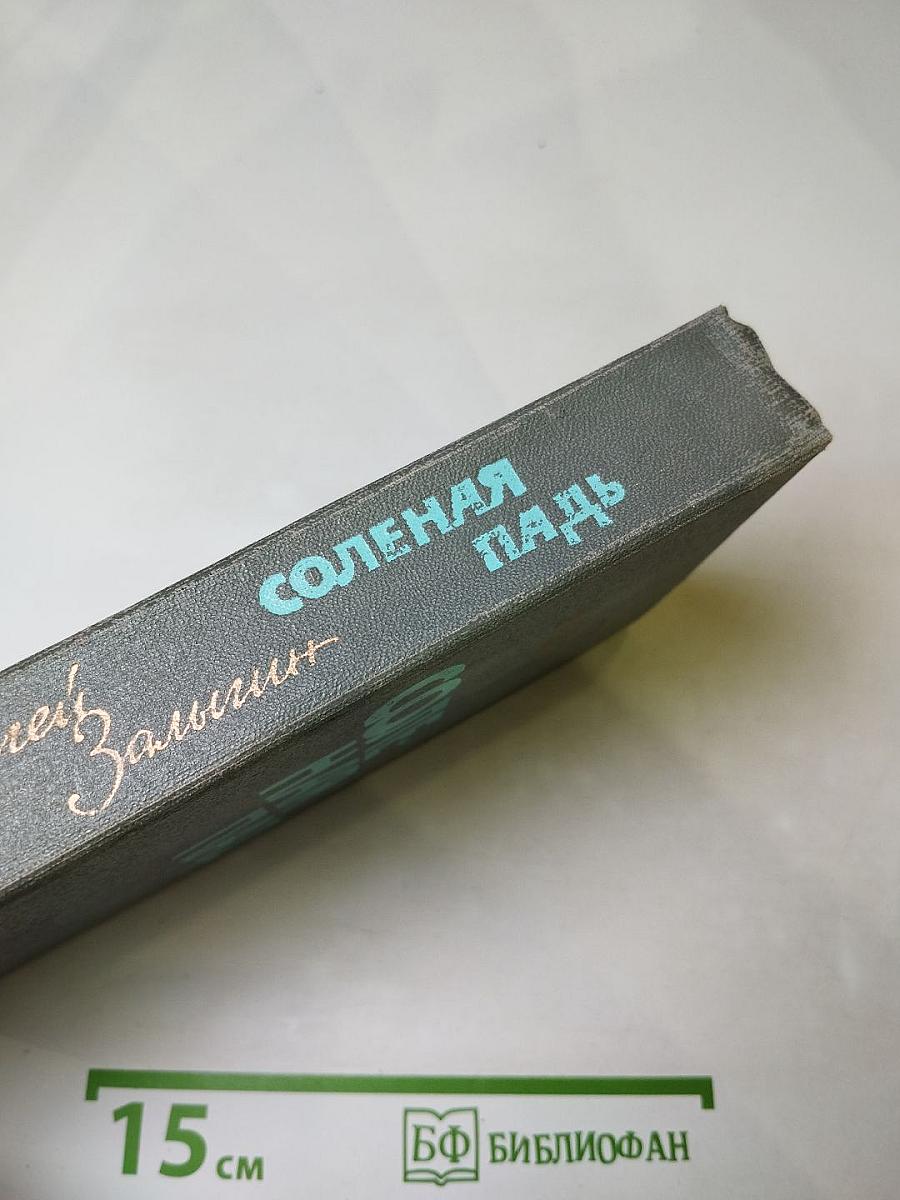 СОЛЕНАЯ
ПАДЬ
Залыгин
15 см
БФ БИБЛИОФАН